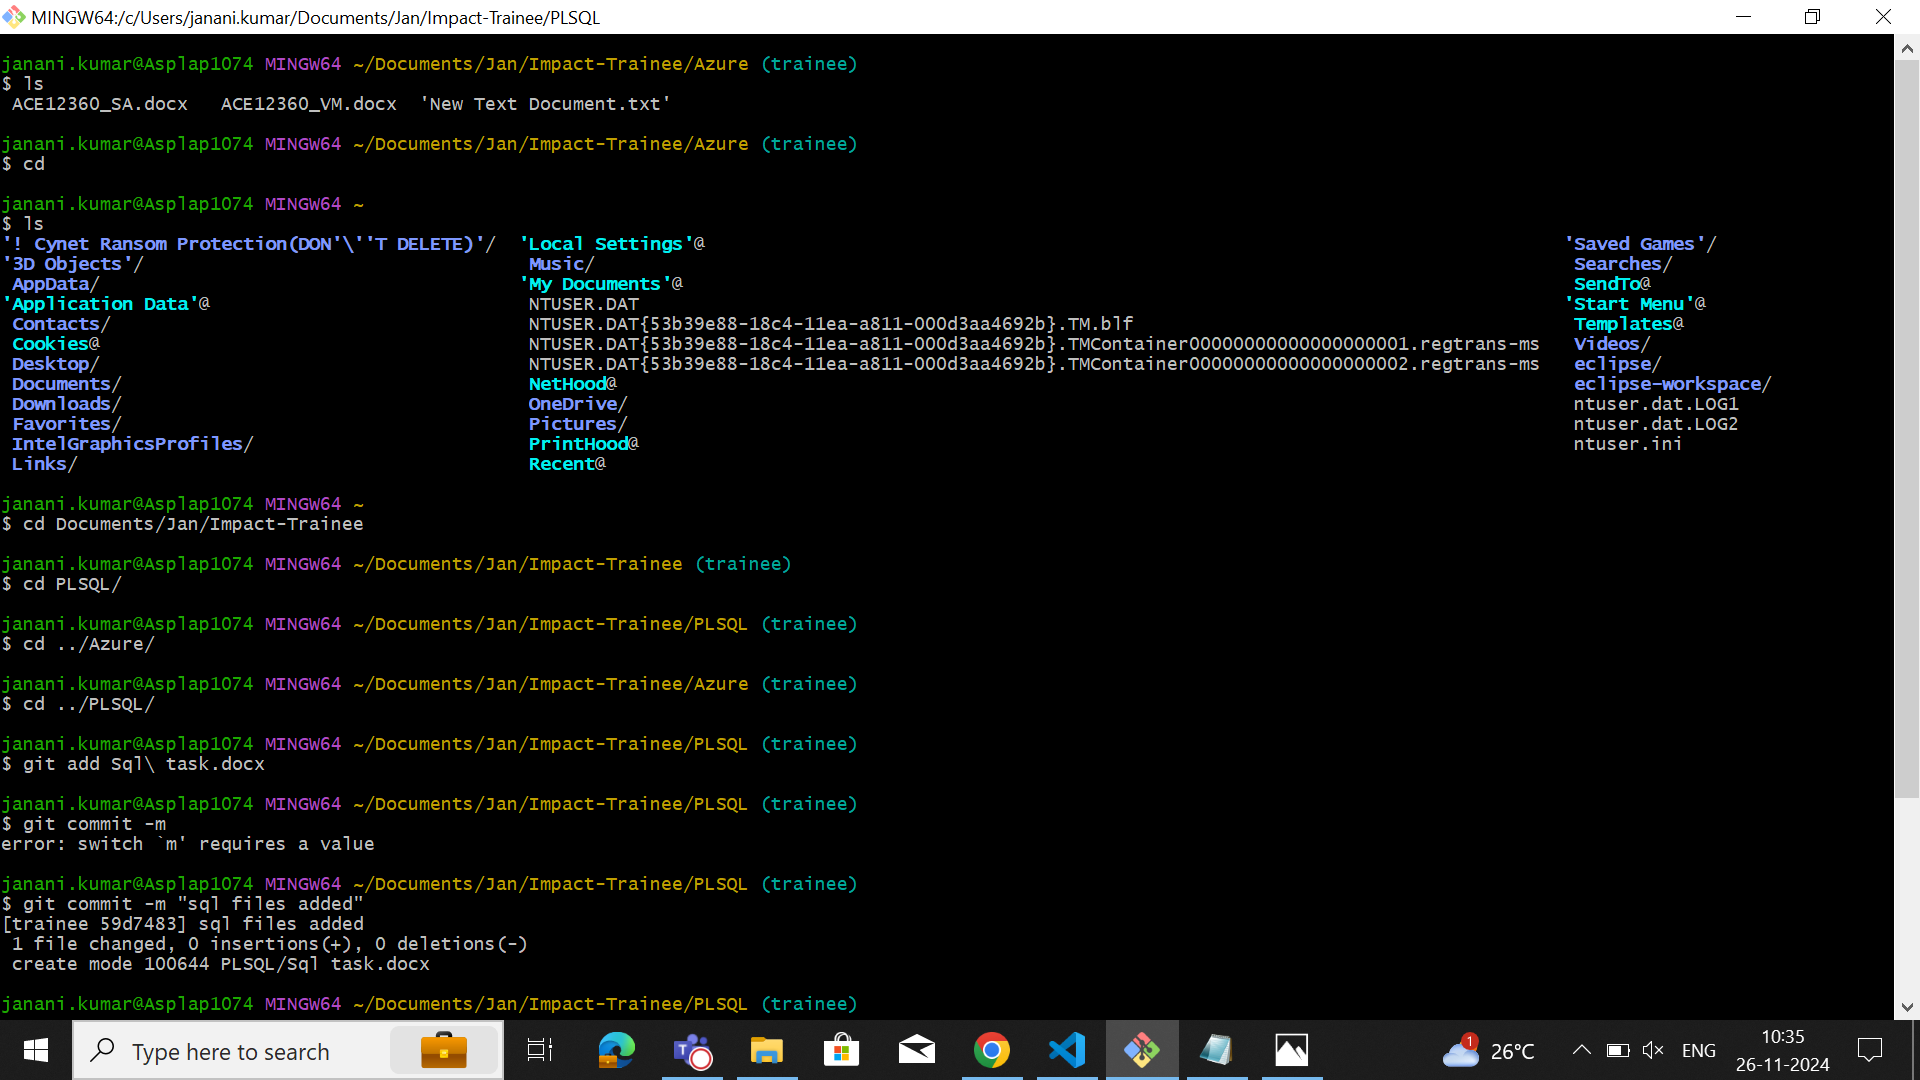 MINGW64:/c/Users/janani.kumar/Documents/Jan/Impact-Trainee/PLSQL
janani.kumar@Asplap1074 MINGW64 ~/Documents/Jan/Impact-Trainee/Azure (trainee)
$ ls
ACE12360_SA.docx   ACE12360_VM.docx  'New Text Document.txt'
janani.kumar@Asplap1074 MINGW64 ~/Documents/Jan/Impact-Trainee/Azure (trainee)
$ cd
janani.kumar@Asplap1074 MINGW64 ~
$ ls
'! Cynet Ransom Protection(DON'\''T DELETE)'/  'Local Settings'@  'Saved Games'/
'3D Objects'/  Music/  Searches/
AppData/  'My Documents'@  SendTo@
'Application Data'@  NTUSER.DAT  'Start Menu'@
Contacts/  NTUSER.DAT{53b39e88-18c4-11ea-a811-000d3aa4692b}.TM.blf  Templates@
Cookies@  NTUSER.DAT{53b39e88-18c4-11ea-a811-000d3aa4692b}.TMContainer00000000000000000001.regtrans-ms  Videos/
Desktop/  NTUSER.DAT{53b39e88-18c4-11ea-a811-000d3aa4692b}.TMContainer00000000000000000002.regtrans-ms  eclipse/
Documents/  NetHood@  eclipse-workspace/
Downloads/  OneDrive/  ntuser.dat.LOG1
Favorites/  Pictures/  ntuser.dat.LOG2
IntelGraphicsProfiles/  PrintHood@  ntuser.ini
Links/  Recent@
janani.kumar@Asplap1074 MINGW64 ~
$ cd Documents/Jan/Impact-Trainee
janani.kumar@Asplap1074 MINGW64 ~/Documents/Jan/Impact-Trainee (trainee)
$ cd PLSQL/
janani.kumar@Asplap1074 MINGW64 ~/Documents/Jan/Impact-Trainee/PLSQL (trainee)
$ cd ../Azure/
janani.kumar@Asplap1074 MINGW64 ~/Documents/Jan/Impact-Trainee/Azure (trainee)
$ cd ../PLSQL/
janani.kumar@Asplap1074 MINGW64 ~/Documents/Jan/Impact-Trainee/PLSQL (trainee)
$ git add Sql\ task.docx
janani.kumar@Asplap1074 MINGW64 ~/Documents/Jan/Impact-Trainee/PLSQL (trainee)
$ git commit -m
error: switch `m' requires a value
janani.kumar@Asplap1074 MINGW64 ~/Documents/Jan/Impact-Trainee/PLSQL (trainee)
$ git commit -m "sql files added"
[trainee 59d7483] sql files added
1 file changed, 0 insertions(+), 0 deletions(-)
create mode 100644 PLSQL/Sql task.docx
janani.kumar@Asplap1074 MINGW64 ~/Documents/Jan/Impact-Trainee/PLSQL (trainee)
Type here to search
1
26°C
ENG
10:35
26-11-2024